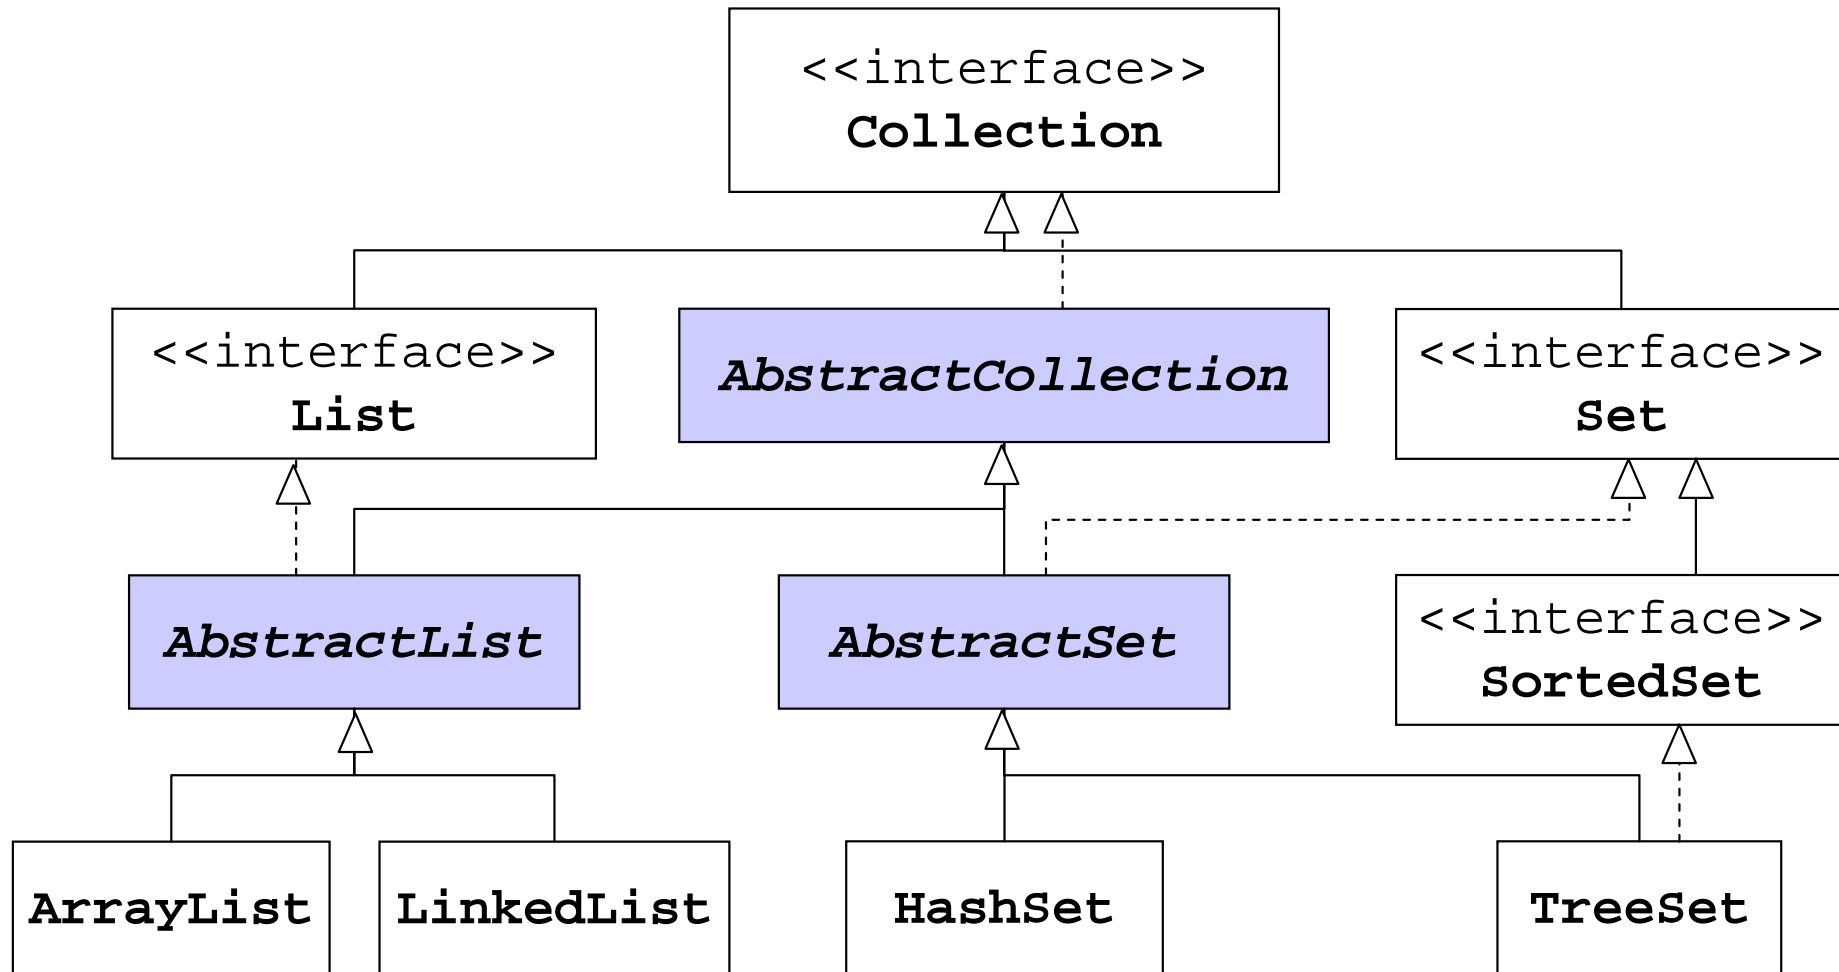 <<interface>>
Collection
<<interface>>
List
AbstractCollection
<<interface>>
Set
AbstractList
AbstractSet
<<interface>>
SortedSet
ArrayList
LinkedList
HashSet
TreeSet